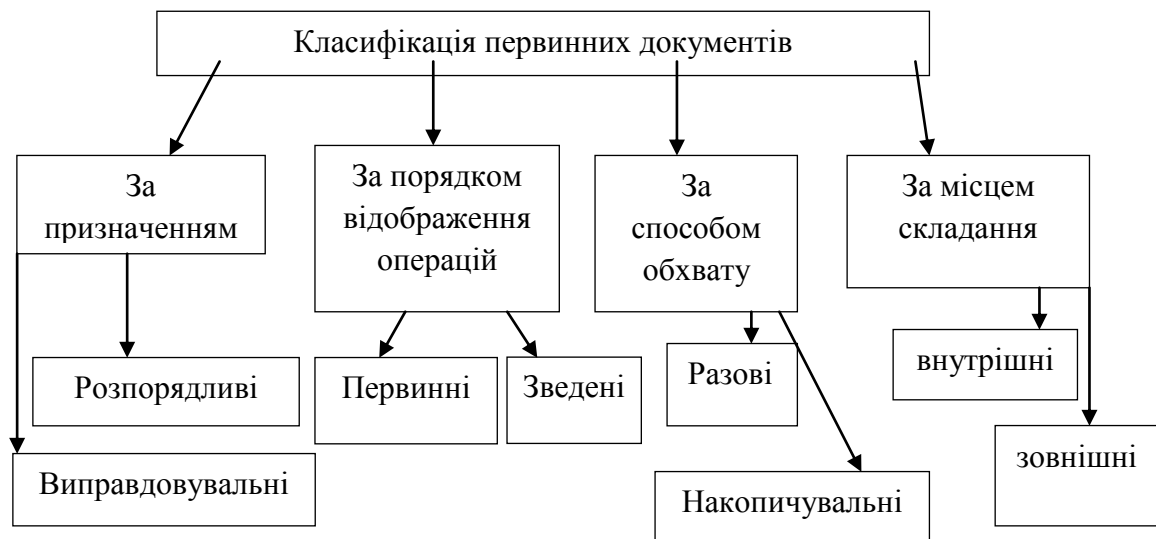 Класифікація первинних документів
За
призначенням
За порядком
відображення
операцій
За
способом
обхвату
За місцем
складання
Розпорядливі
Первинні
Зведені
Разові
внутрішні
Виправдовувальні
Накопичувальні
зовнішні